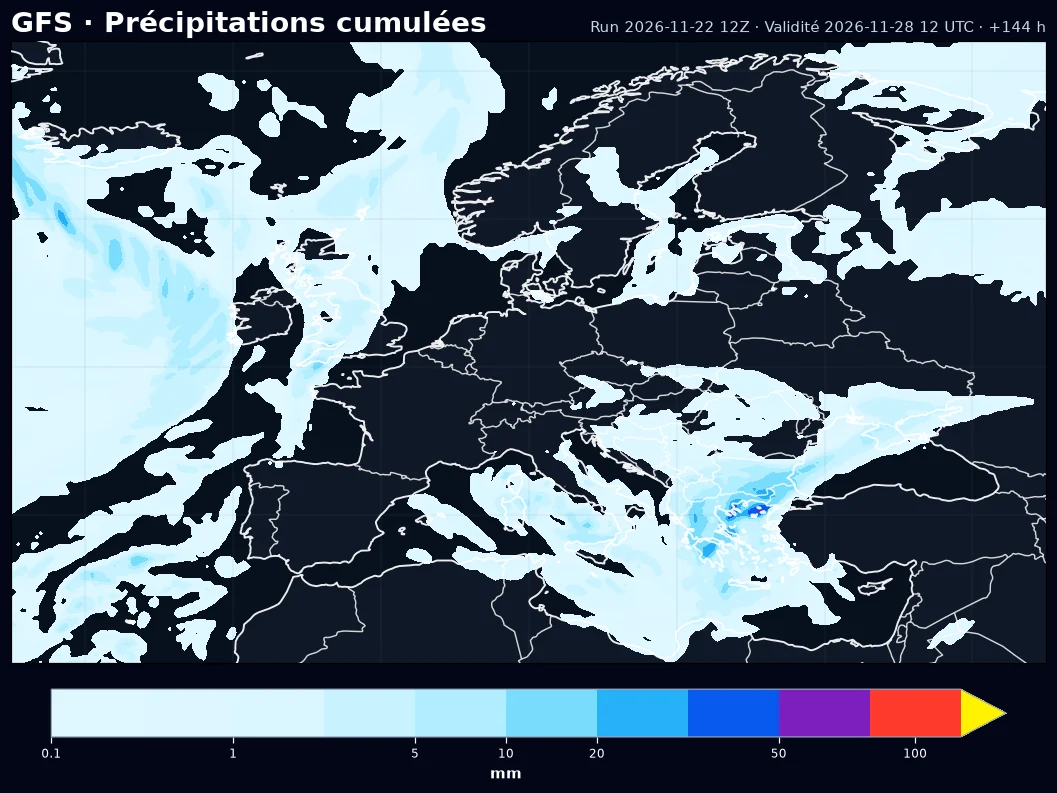 GFS · Précipitations cumulées
Run 2026-11-22 12Z · Validité 2026-11-28 12 UTC · +144 h
0.1 1 5 10 20 50 100
mm